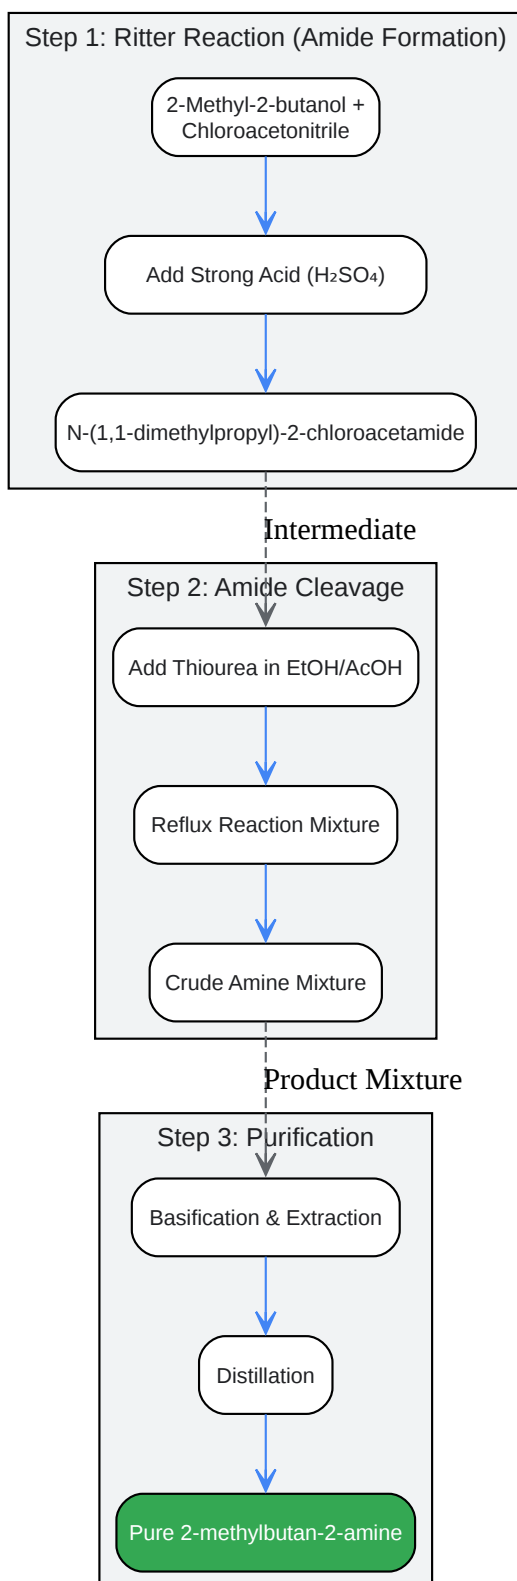 Step 1: Ritter Reaction (Amide Formation)
2-Methyl-2-butanol +
Chloroacetonitrile
Add Strong Acid (H₂SO₄)
N-(1,1-dimethylpropyl)-2-chloroacetamide
Intermediate
Step 2: Amide Cleavage
Add Thiourea in EtOH/AcOH
Reflux Reaction Mixture
Crude Amine Mixture
Product Mixture
Step 3: Purification
Basification & Extraction
Distillation
Pure 2-methylbutan-2-amine